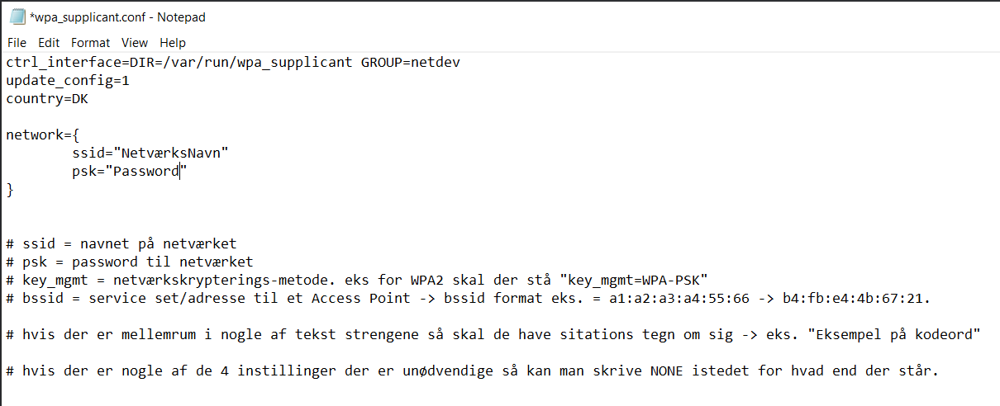 *wpa_supplicant.conf - Notepad
File Edit Format View Help
ctrl_interface=DIR=/var/run/wpa_supplicant GROUP=netdev
update_config=1
country=DK
network={
ssid="NetværksNavn"
psk="Password"
}
# ssid = navnet på netværket
# psk = password til netværket
# key_mgmt = netværkskrypterings-metode. eks for WPA2 skal der stå "key_mgmt=WPA-PSK"
# bssid = service set/adresse til et Access Point -> bssid format eks. = a1:a2:a3:a4:55:66 -> b4:fb:e4:4b:67:21.
# hvis der er mellemrum i nogle af tekst strengene så skal de have sitations tegn om sig -> eks. "Eksempel på kodeord"
# hvis der er nogle af de 4 instillinger der er unødvendige så kan man skrive NONE istedet for hvad end der står.